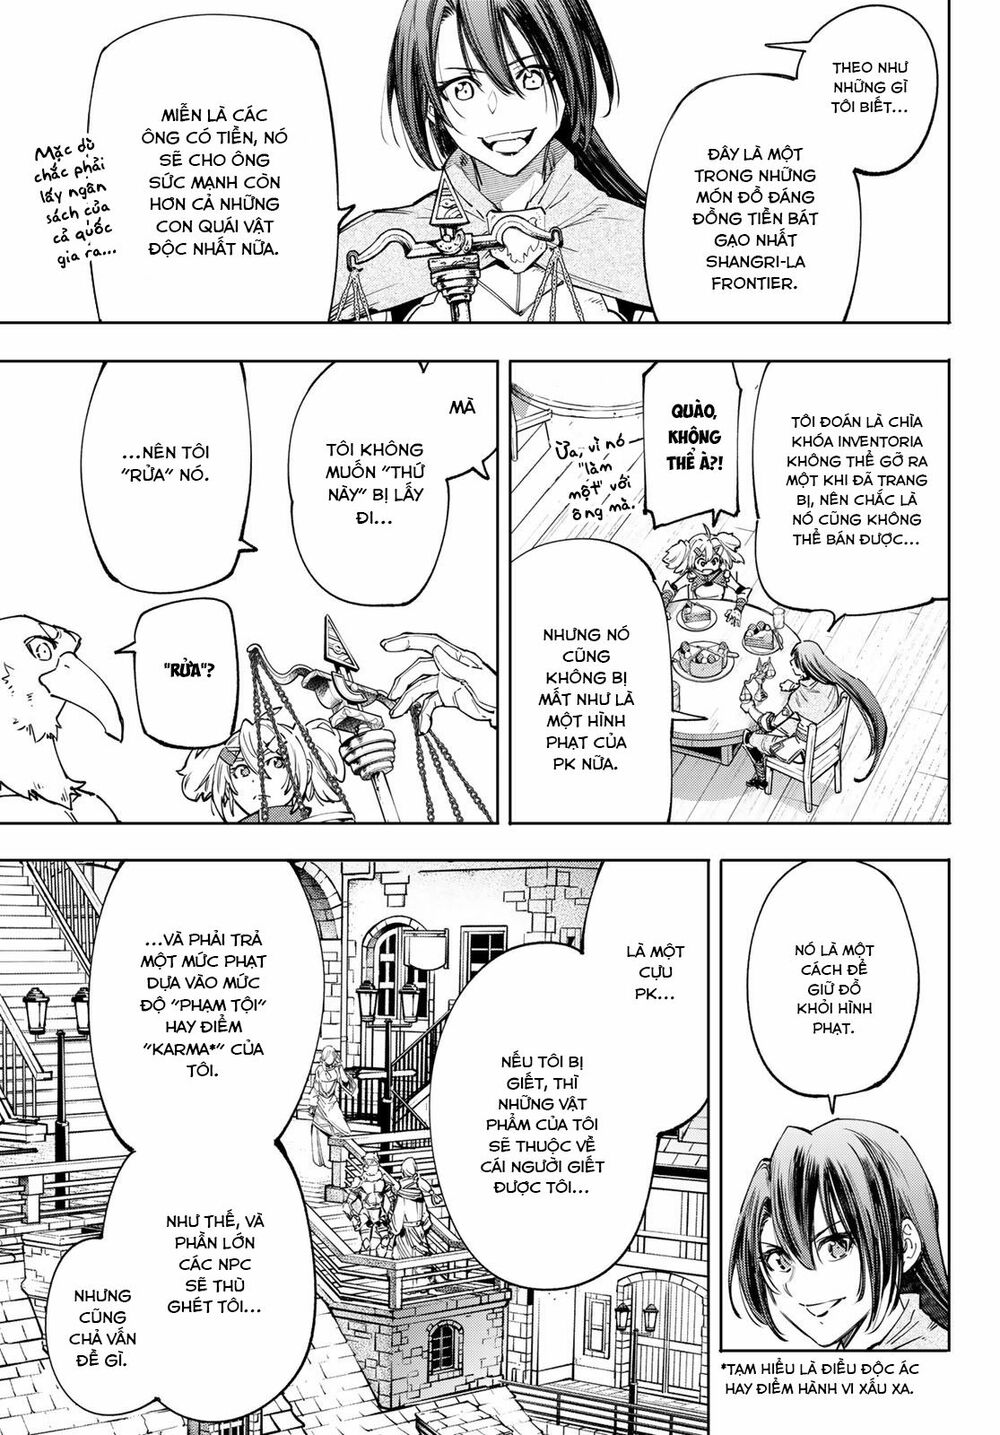 THEO NHƯ
NHỮNG GÌ
TÔI BIẾT...
ĐÂY LÀ MỘT
TRONG NHỮNG
MÓN ĐỒ ĐÁNG
ĐỒNG TIỀN BÁT
GẠO NHẤT
SHANGRI-LA
FRONTIER.
MIỄN LÀ CÁC
ÔNG CÓ TIỀN, NÓ
SẼ CHO ÔNG
SỨC MẠNH CÒN
HƠN CẢ NHỮNG
CON QUÁI VẬT
ĐỘC NHẤT NỮA.
Mặc dù
chắc phải
lấy ngân
sách của
cả quốc
gia ra...
TÔI ĐOÁN LÀ CHÌA
KHÓA INVENTORIA
KHÔNG THỂ GỠ RA
MỘT KHI ĐÃ TRANG
BỊ, NÊN CHẮC LÀ
NÓ CŨNG KHÔNG
THỂ BÁN ĐƯỢC...
QUÀO,
KHÔNG
THỂ À?!
Ừa, vì nó
"làm
một" với
ông mà.
NHƯNG NÓ
CŨNG
KHÔNG BỊ
MẤT NHƯ LÀ
MỘT HÌNH
PHẠT CỦA
PK NỮA.
MÀ
TÔI KHÔNG
MUỐN "THỨ
NÀY" BỊ LẤY
ĐI...
...NÊN TÔI
"RỬA" NÓ.
"RỬA"?
NÓ LÀ MỘT
CÁCH ĐỂ
GIỮ ĐỒ
KHỎI HÌNH
PHẠT.
LÀ MỘT
CỰU
PK...
NẾU TÔI BỊ
GIẾT, THÌ
NHỮNG VẬT
PHẨM CỦA TÔI
SẼ THUỘC VỀ
CÁI NGƯỜI GIẾT
ĐƯỢC TÔI...
...VÀ PHẢI TRẢ
MỘT MỨC PHẠT
DỰA VÀO MỨC
ĐỘ "PHẠM TỘI"
HAY ĐIỂM
"KARMA*" CỦA
TÔI.
NHƯ THẾ, VÀ
PHẦN LỚN
CÁC NPC
SẼ THÙ
GHÉT TÔI...
NHƯNG
CŨNG
CHẢ VẤN
ĐỀ GÌ.
*TẠM HIỂU LÀ ĐIỀU ĐỘC ÁC
HAY ĐIỂM HÀNH VI XẤU XA.